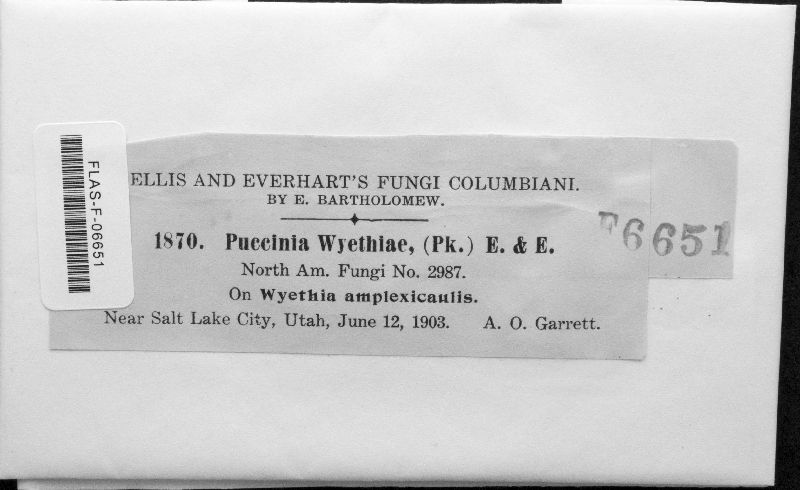 FLAS-F-06651
ELLIS AND EVERHART'S FUNGI COLUMBIANI.
BY E. BARTHOLOMEW.
1870. Puccinia Wyethiae, (Pk.) E. & E.
North Am. Fungi No. 2987.
On Wyethia amplexicaulis.
Near Salt Lake City, Utah, June 12, 1903. A. O. Garrett.
F6651